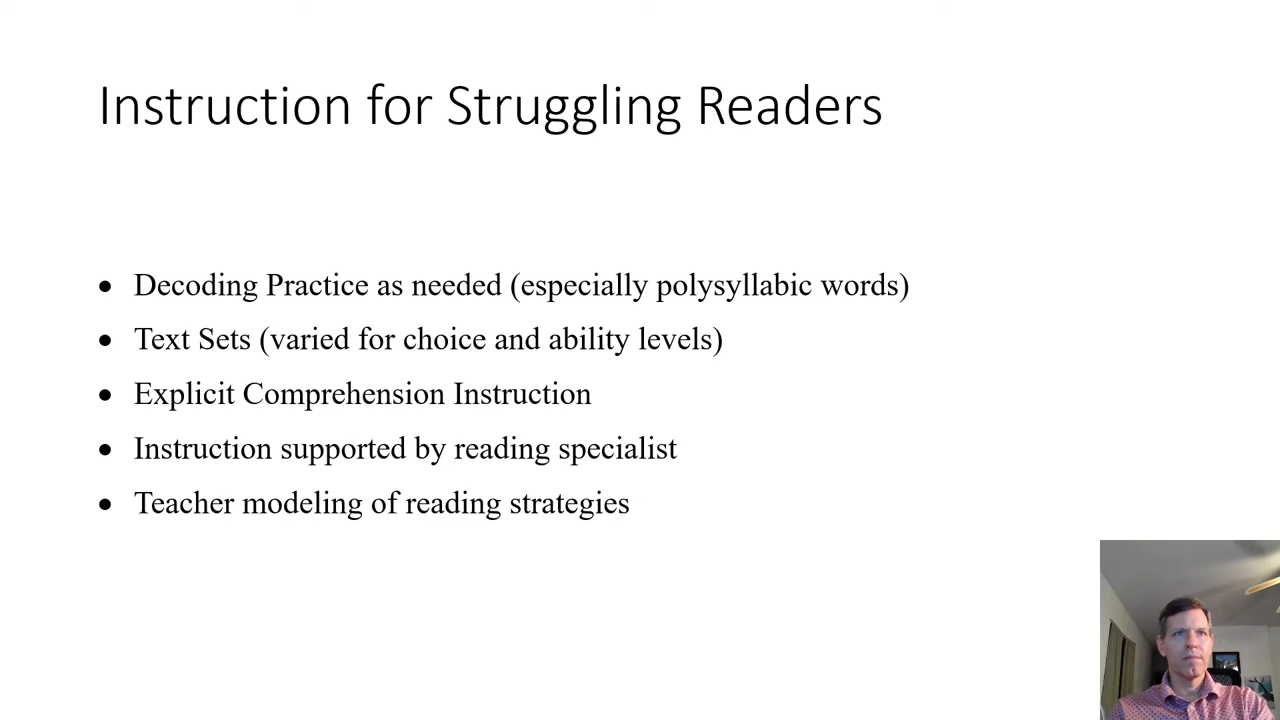 Instruction for Struggling Readers
• Decoding Practice as needed (especially polysyllabic words)
• Text Sets (varied for choice and ability levels)
• Explicit Comprehension Instruction
• Instruction supported by reading specialist
• Teacher modeling of reading strategies